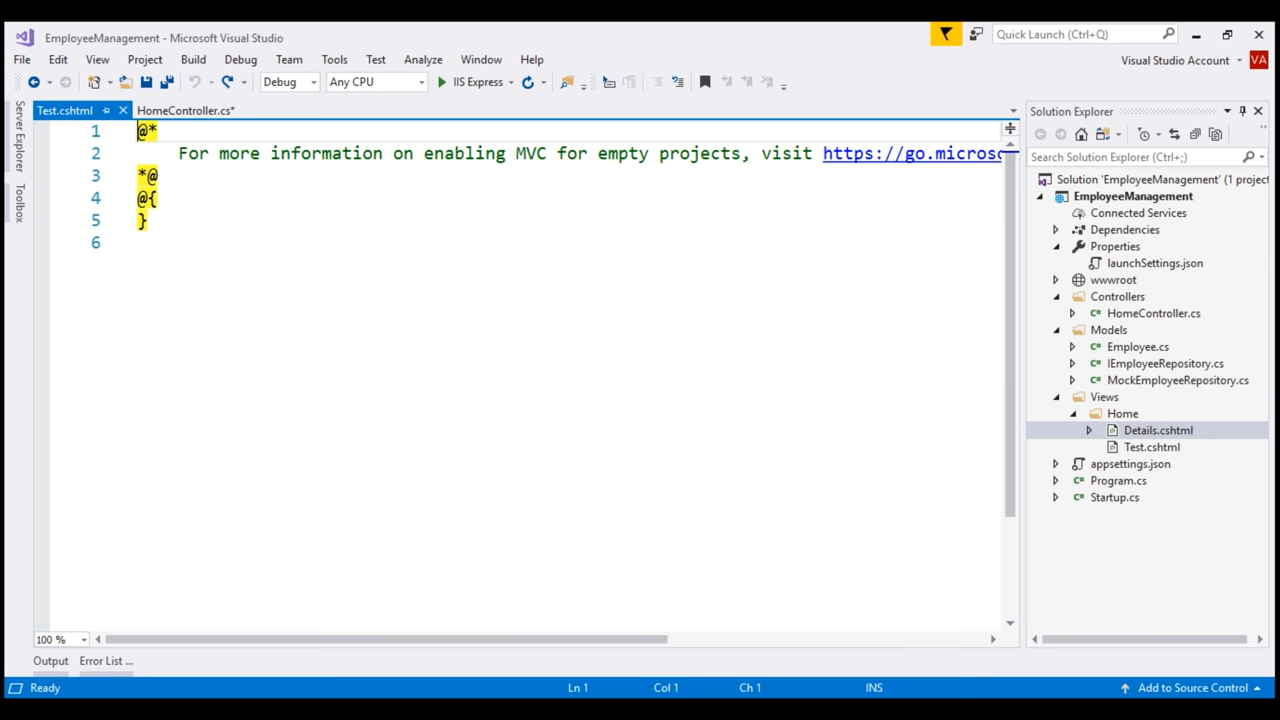 EmployeeManagement - Microsoft Visual Studio
Quick Launch (Ctrl+Q)
File Edit View Project Build Debug Team Tools Test Analyze Window Help
Visual Studio Account VA
Debug Any CPU IIS Express
Server Explorer
Toolbox
Test.cshtml HomeController.cs*
1 @*
2 For more information on enabling MVC for empty projects, visit https://go.microsc
3 *@
4 @{
5 }
6
Solution Explorer
Search Solution Explorer (Ctrl+;)
Solution 'EmployeeManagement' (1 project
EmployeeManagement
Connected Services
Dependencies
Properties
launchSettings.json
wwwroot
Controllers
C# HomeController.cs
Models
C# Employee.cs
C# IEmployeeRepository.cs
C# MockEmployeeRepository.cs
Views
Home
Details.cshtml
Test.cshtml
appsettings.json
C# Program.cs
C# Startup.cs
100 %
Output Error List ...
Ready Ln 1 Col 1 Ch 1 INS Add to Source Control